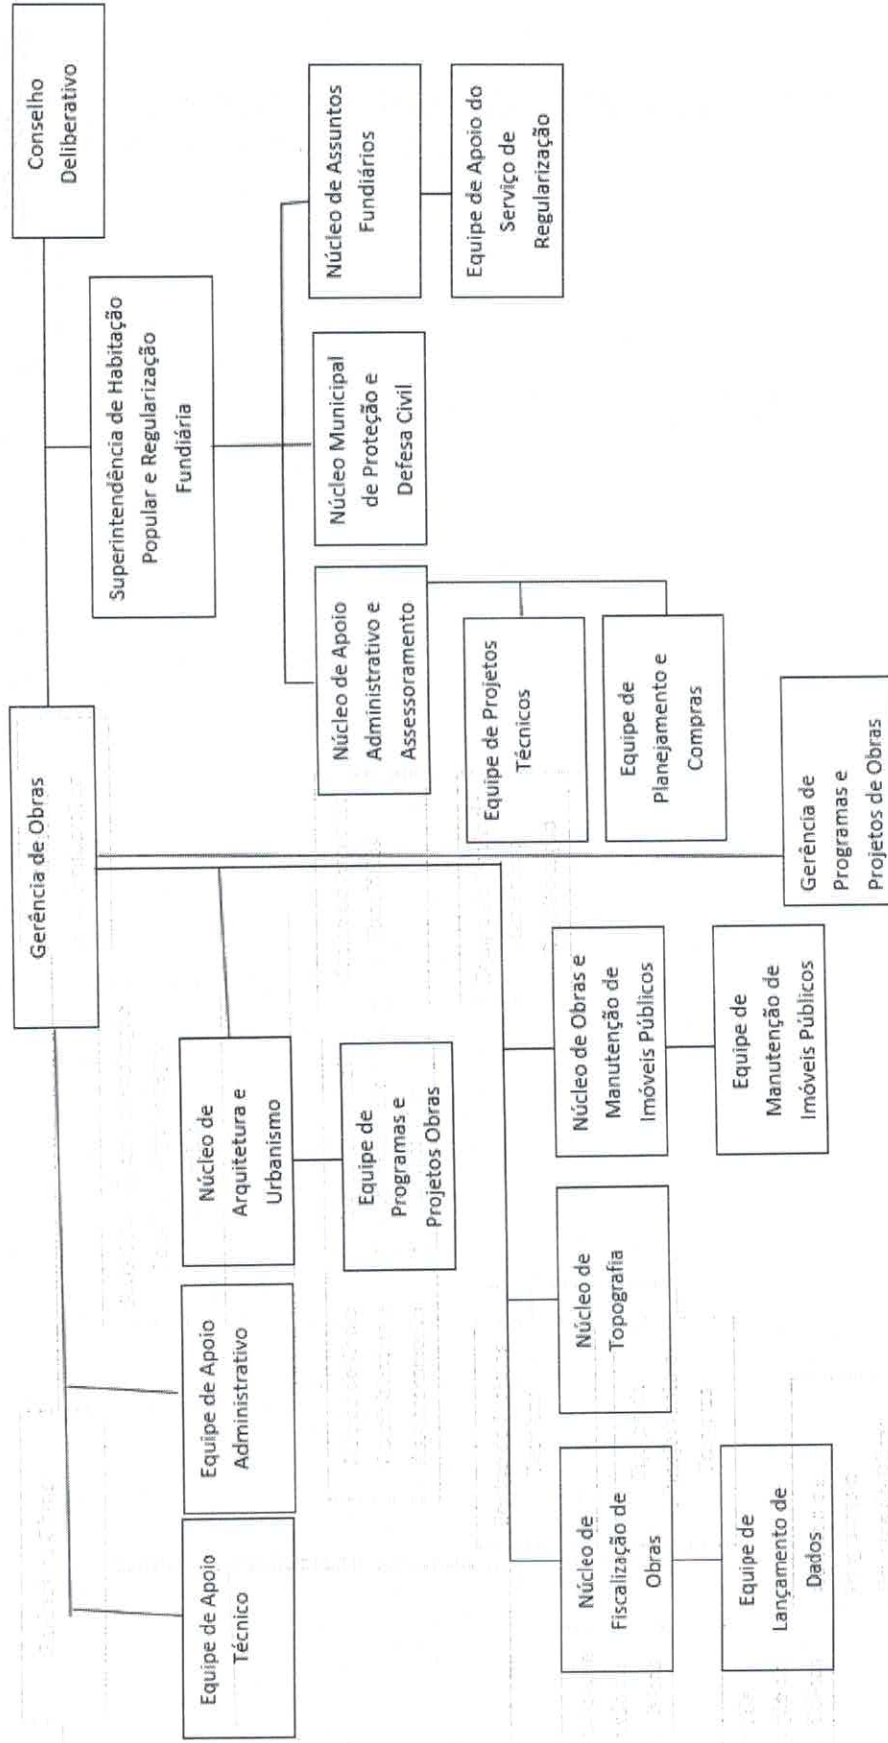 Conselho
Deliberativo
Gerência de Obras
Superintendência de Habitação
Popular e Regularização
Fundiária
Equipe de Apoio
Técnico
Equipe de Apoio
Administrativo
Núcleo de
Arquitetura e
Urbanismo
Equipe de
Programas e
Projetos Obras
Núcleo de Apoio
Administrativo e
Assessoramento
Núcleo Municipal
de Proteção e
Defesa Civil
Núcleo de Assuntos
Fundiários
Equipe de Apoio do
Serviço de
Regularização
Equipe de Projetos
Técnicos
Equipe de
Planejamento e
Compras
Núcleo de
Fiscalização de
Obras
Núcleo de
Topografia
Núcleo de Obras e
Manutenção de
Imóveis Públicos
Equipe de
Lançamento de
Dados
Equipe de
Manutenção de
Imóveis Públicos
Gerência de
Programas e
Projetos de Obras